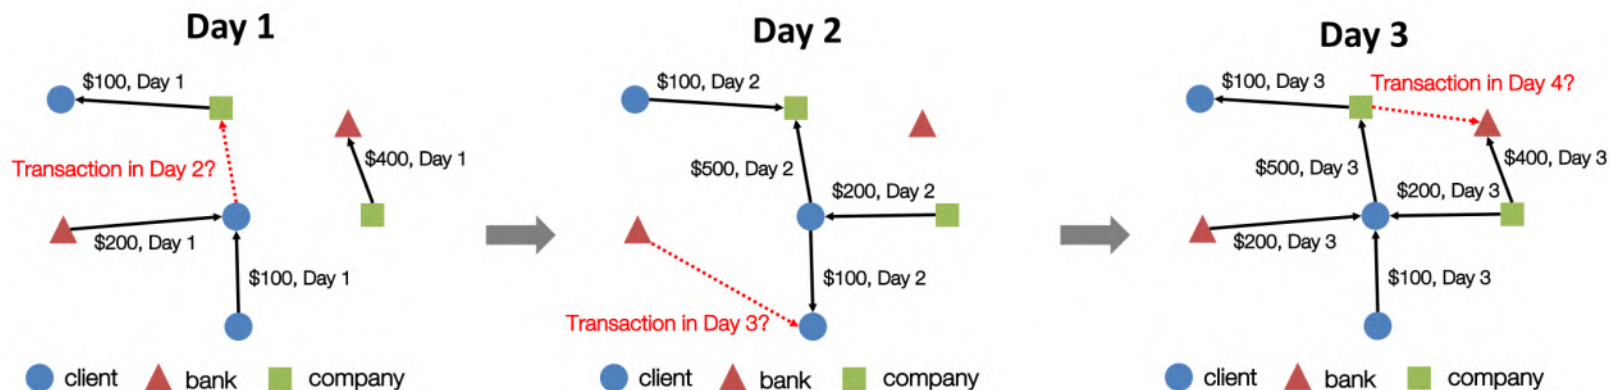 Day 1
$100, Day 1
Transaction in Day 2?
$400, Day 1
$200, Day 1
$100, Day 1
client bank company
Day 2
$100, Day 2
$500, Day 2
$200, Day 2
$100, Day 2
Transaction in Day 3?
client bank company
Day 3
$100, Day 3
Transaction in Day 4?
$400, Day 3
$500, Day 3
$200, Day 3
$200, Day 3
$100, Day 3
client bank company